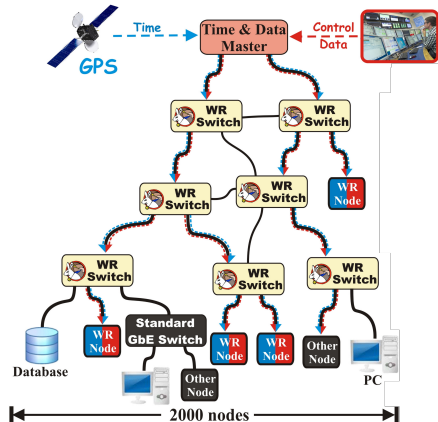 GPS
Time
Time & Data
Master
Control
Data
WR
Switch
WR
Switch
WR
Node
WR
Switch
WR
Switch
WR
Switch
WR
Switch
WR
Switch
Database
WR
Node
Standard
GbE Switch
Other
Node
WR
Node
WR
Node
Other
Node
PC
2000 nodes